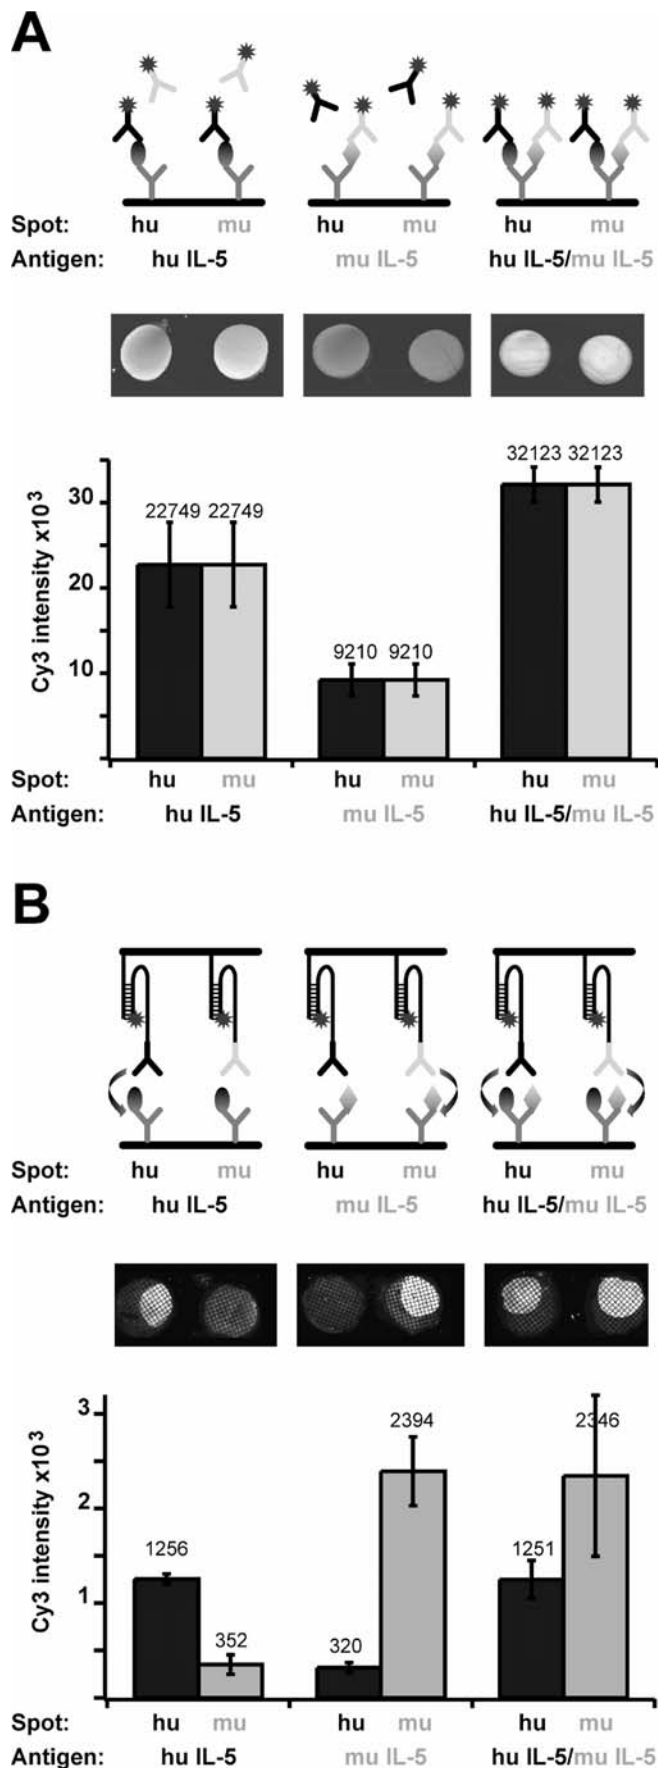 A
Spot: hu mu hu mu hu mu
Antigen: hu IL-5 mu IL-5 hu IL-5/mu IL-5
Cy3 intensity x10³
30
20
10
22749 22749
9210 9210
32123 32123
Spot: hu mu hu mu hu mu
Antigen: hu IL-5 mu IL-5 hu IL-5/mu IL-5
B
Spot: hu mu hu mu hu mu
Antigen: hu IL-5 mu IL-5 hu IL-5/mu IL-5
Cy3 intensity x10³
3
2
1
1256
352
320
2394
1251
2346
Spot: hu mu hu mu hu mu
Antigen: hu IL-5 mu IL-5 hu IL-5/mu IL-5